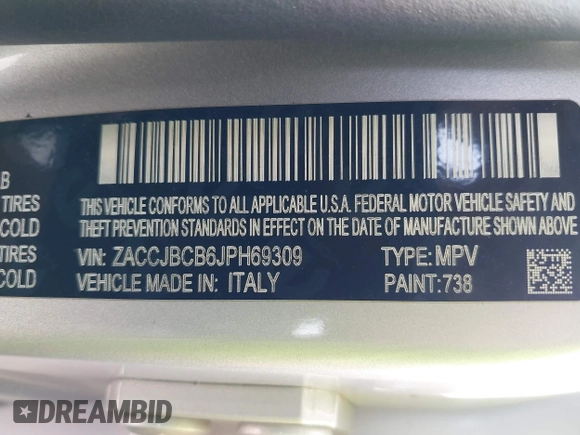 B
TIRES
COLD
TIRES
COLD
THIS VEHICLE CONFORMS TO ALL APPLICABLE U.S.A. FEDERAL MOTOR VEHICLE SAFETY AND
THEFT PREVENTION STANDARDS IN EFFECT ON THE DATE OF MANUFACTURE SHOWN ABOVE.
VIN: ZACCJBCB6JPH69309 TYPE: MPV
VEHICLE MADE IN: ITALY PAINT:738
DREAMBID